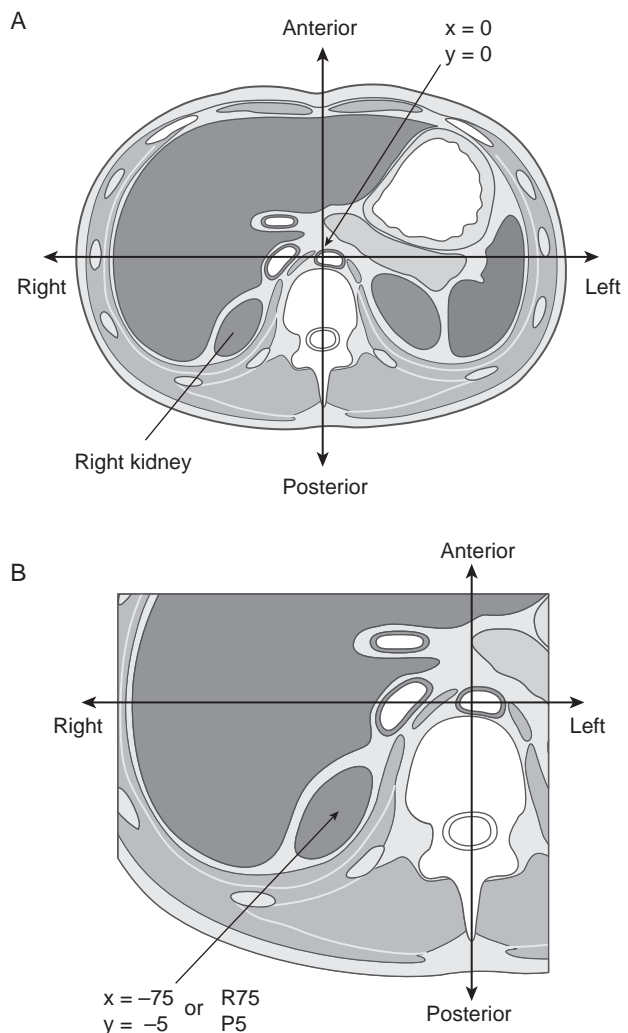 A
Anterior
x = 0
y = 0
Right
Left
Right kidney
Posterior
B
Anterior
Right
Left
x = –75 or R75
y = –5 P5
Posterior